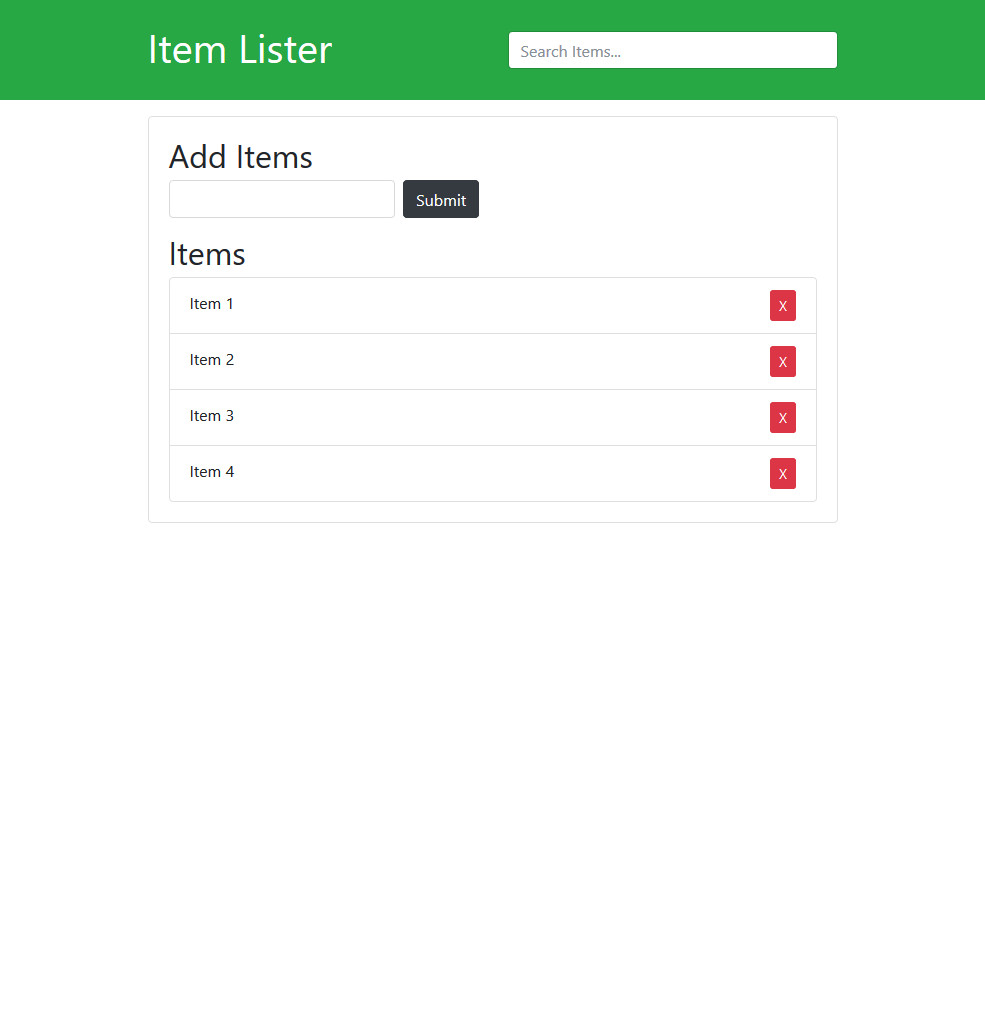 Item Lister
Search Items...
Add Items
Submit
Items
Item 1 X
Item 2 X
Item 3 X
Item 4 X